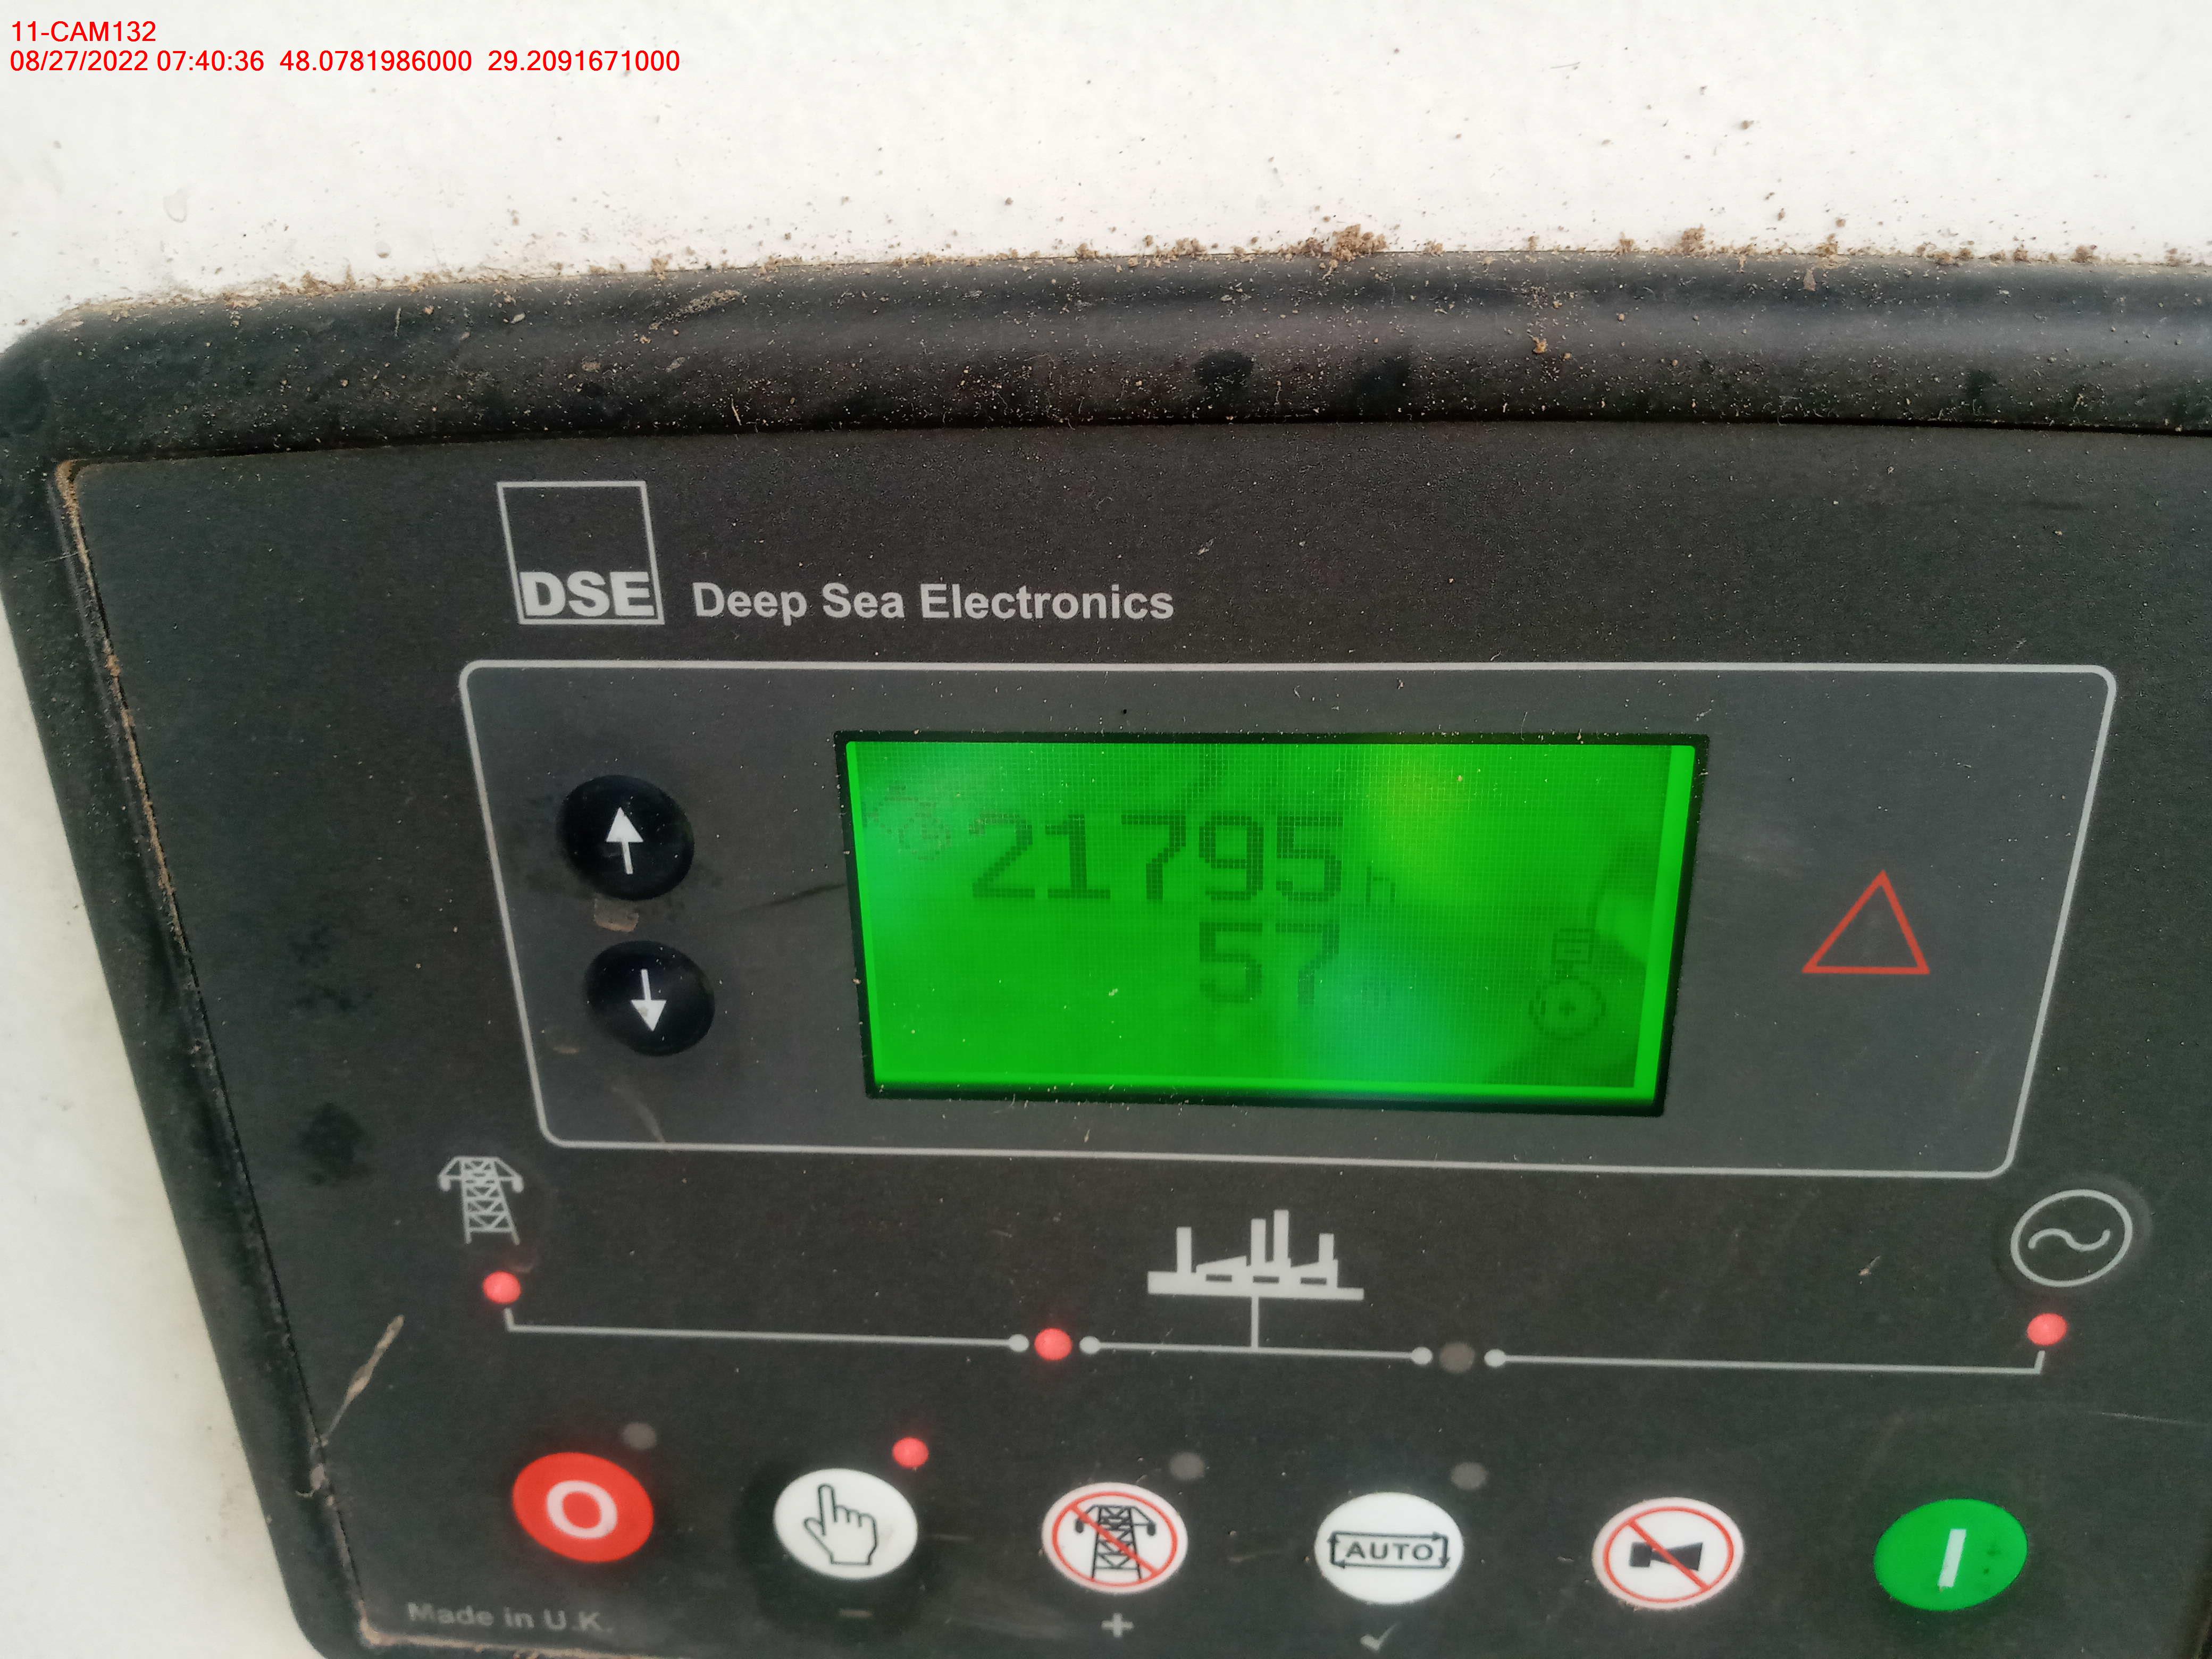 11-CAM132
08/27/2022 07:40:36 48.0781986000 29.2091671000
DSE Deep Sea Electronics
21795 h
57 m
O
AUTO
I
− + ✓
Made in U.K.